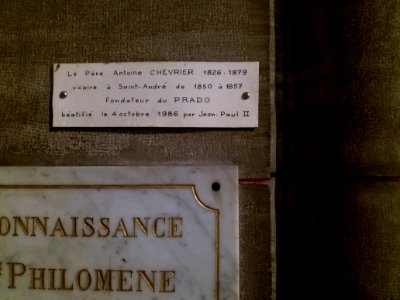 Le Père Antoine CHEVRIER 1826-1879
vicaire à Saint-André de 1850 à 1857
Fondateur du PRADO
béatifié le 4 octobre 1986 par Jean-Paul II
ONNAISSANCE
PHILOMENE